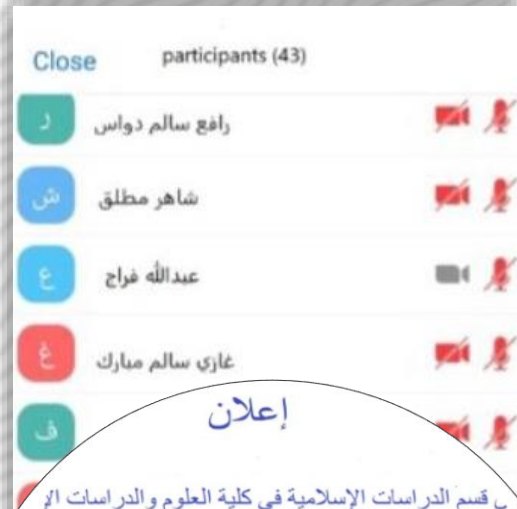 Close participants (43)
ر رافع سالم دواس
ش شاهر مطلق
ع عبدالله فراج
غ غازي سالم مبارك
ف
إعلان
قسم الدراسات الإسلامية في كلية العلوم والدراسات